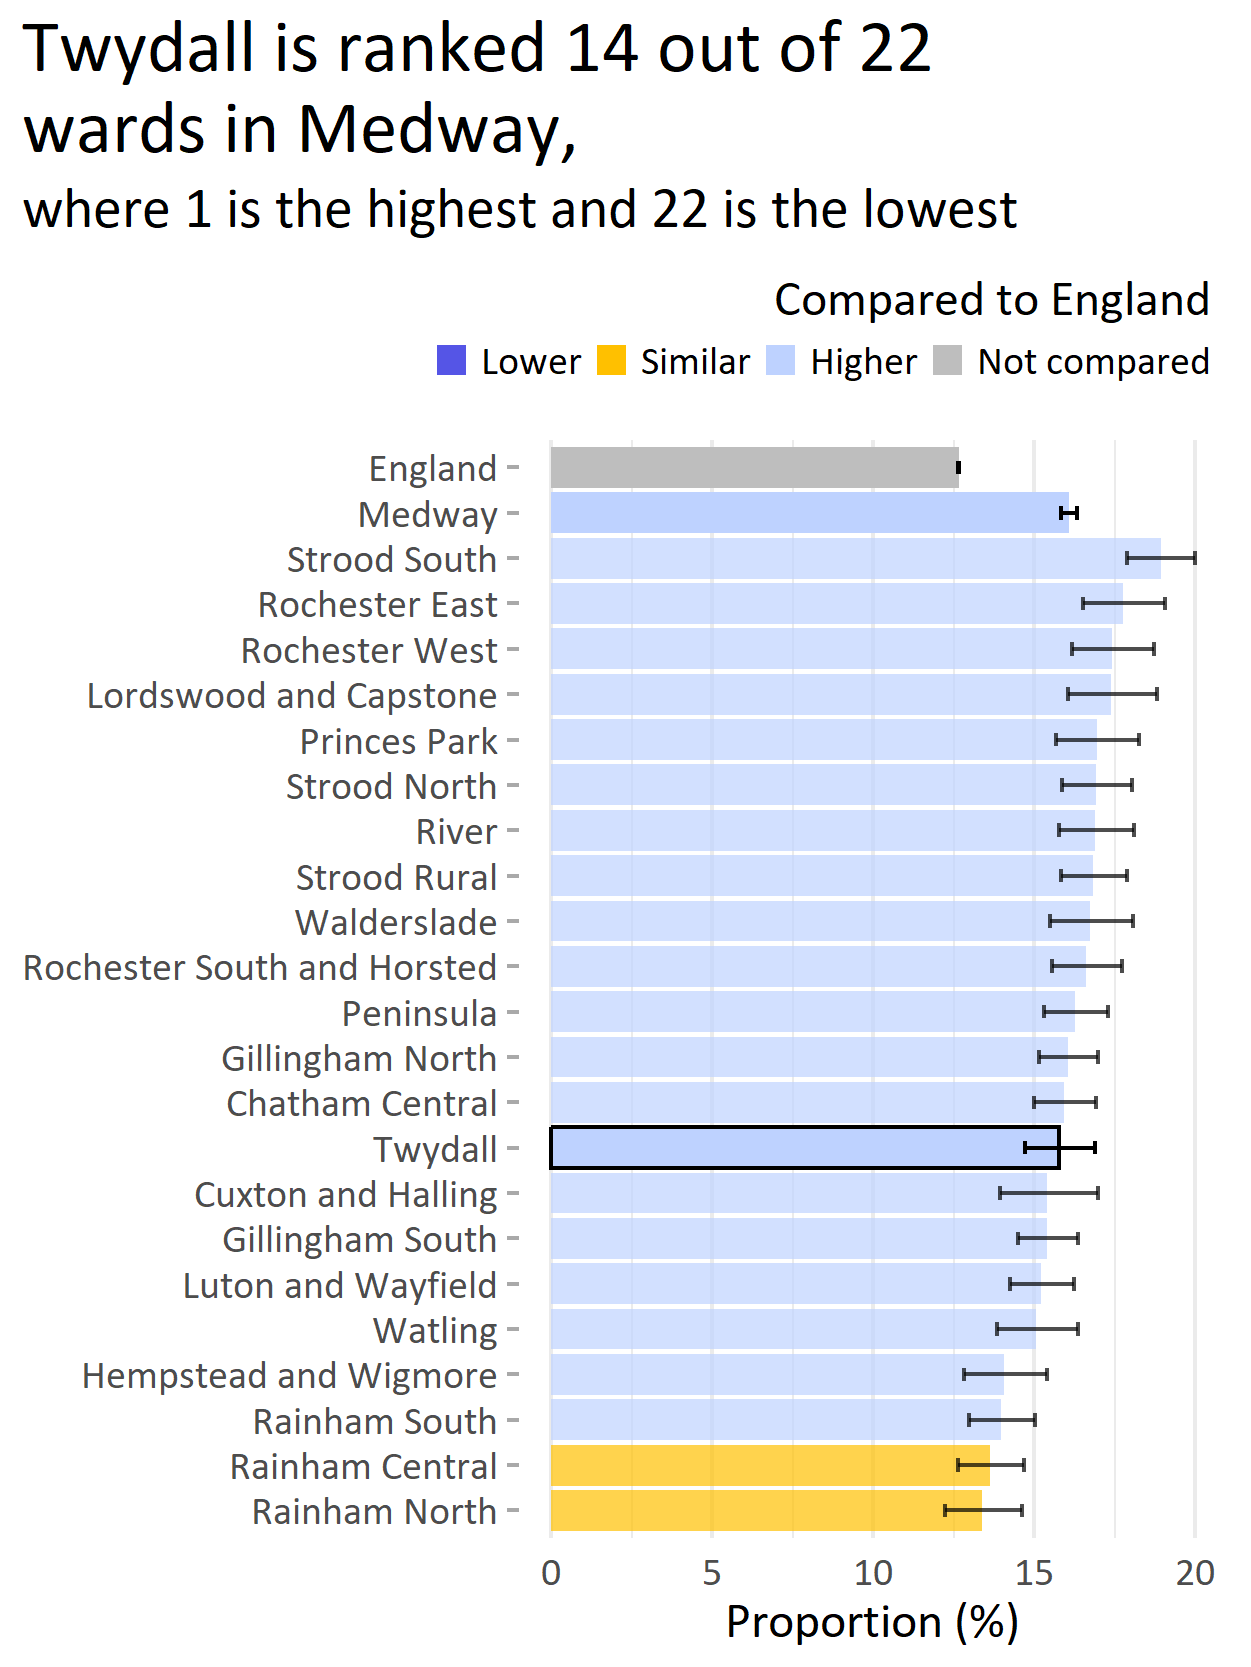 Twydall is ranked 14 out of 22
wards in Medway,
where 1 is the highest and 22 is the lowest
Compared to England
Lower Similar Higher Not compared
England
Medway
Strood South
Rochester East
Rochester West
Lordswood and Capstone
Princes Park
Strood North
River
Strood Rural
Walderslade
Rochester South and Horsted
Peninsula
Gillingham North
Chatham Central
Twydall
Cuxton and Halling
Gillingham South
Luton and Wayfield
Watling
Hempstead and Wigmore
Rainham South
Rainham Central
Rainham North
0 5 10 15 20
Proportion (%)